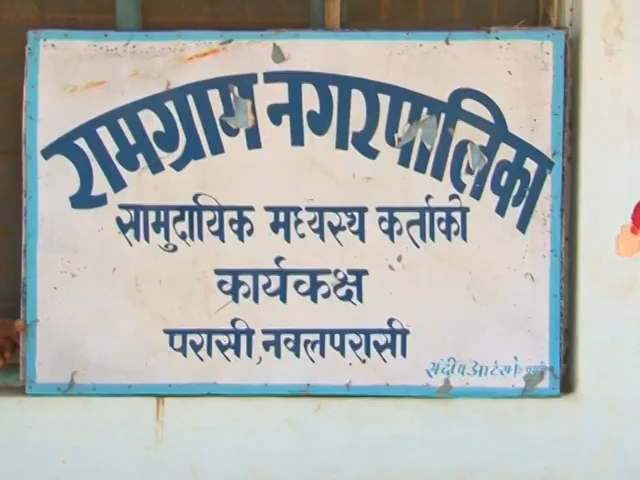 रामग्राम नगरपालिका
सामुदायिक मध्यस्थ कर्ताको
कार्यकक्ष
परासी, नवलपरासी